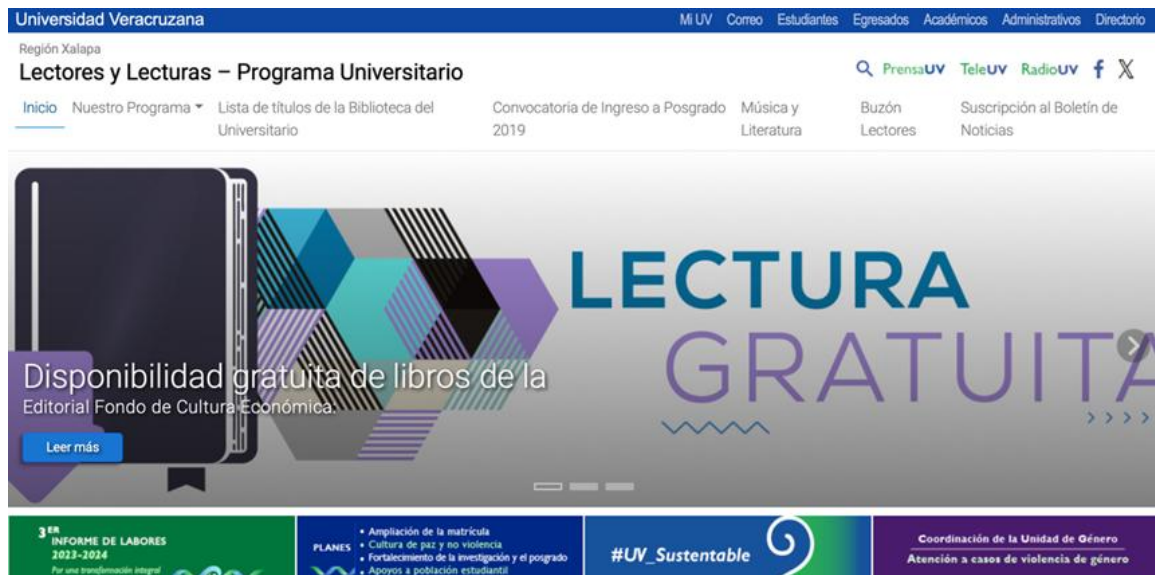 Universidad Veracruzana
Mi UV Correo Estudiantes Egresados Académicos Administrativos Directorio
Región Xalapa
Lectores y Lecturas – Programa Universitario
PrensaUV TeleUV RadioUV
Inicio Nuestro Programa
Lista de títulos de la Biblioteca del
Universitario
Convocatoria de Ingreso a Posgrado
2019
Música y
Literatura
Buzón
Lectores
Suscripción al Boletín de
Noticias
LECTURA
GRATUITA
Disponibilidad gratuita de libros de la
Editorial Fondo de Cultura Económica.
Leer más
3ER
INFORME DE LABORES
2023-2024
Por una transformación integral
PLANES
• Ampliación de la matrícula
• Cultura de paz y no violencia
• Fortalecimiento de la investigación y el posgrado
• Apoyos a población estudiantil
#UV_Sustentable
Coordinación de la Unidad de Género
Atención a casos de violencia de género